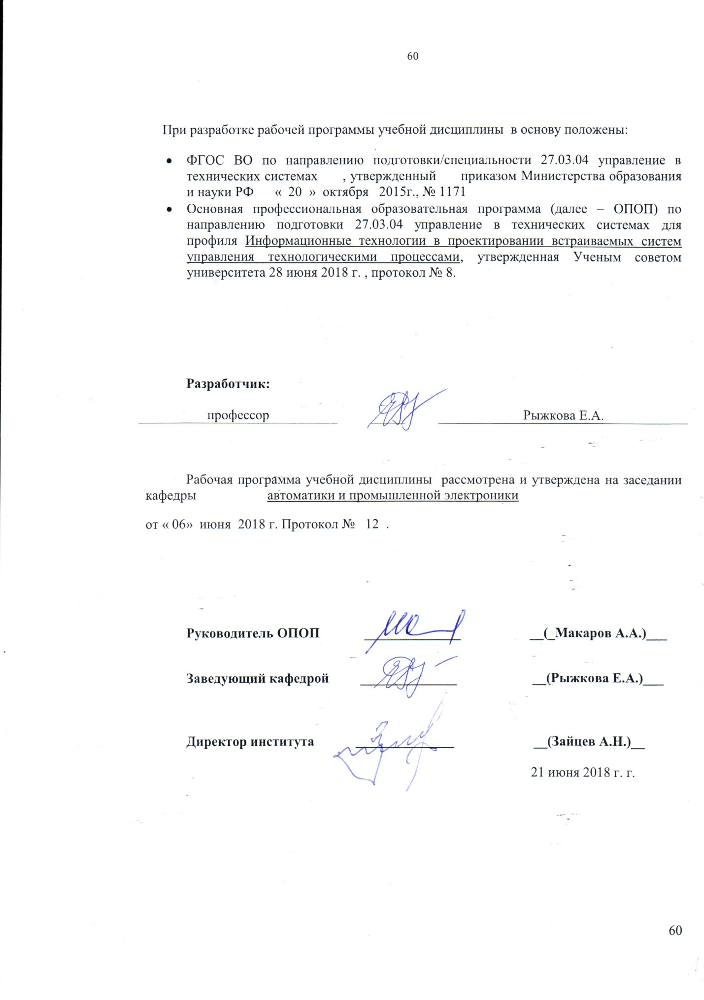 60
При разработке рабочей программы учебной дисциплины в основу положены:
• ФГОС ВО по направлению подготовки/специальности 27.03.04 управление в
технических системах , утвержденный приказом Министерства образования
и науки РФ « 20 » октября 2015г., № 1171
• Основная профессиональная образовательная программа (далее – ОПОП) по
направлению подготовки 27.03.04 управление в технических системах для
профиля Информационные технологии в проектировании встраиваемых систем
управления технологическими процессами, утвержденная Ученым советом
университета 28 июня 2018 г. , протокол № 8.
Разработчик:
профессор Рыжкова Е.А.
Рабочая программа учебной дисциплины рассмотрена и утверждена на заседании
кафедры автоматики и промышленной электроники
от « 06» июня 2018 г. Протокол № 12 .
Руководитель ОПОП ______________ __(_Макаров А.А.)___
Заведующий кафедрой ______________ __(Рыжкова Е.А.)___
Директор института ______________ __(Зайцев А.Н.)__
21 июня 2018 г. г.
60